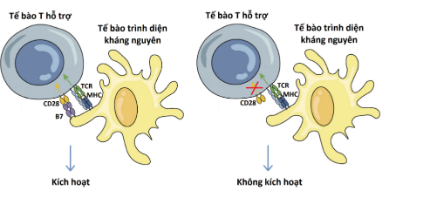 Tế bào T hỗ trợ
Tế bào trình diện
kháng nguyên
TCR
MHC
CD28
B7
Kích hoạt
Tế bào T hỗ trợ
Tế bào trình diện
kháng nguyên
TCR
MHC
CD28
Không kích hoạt